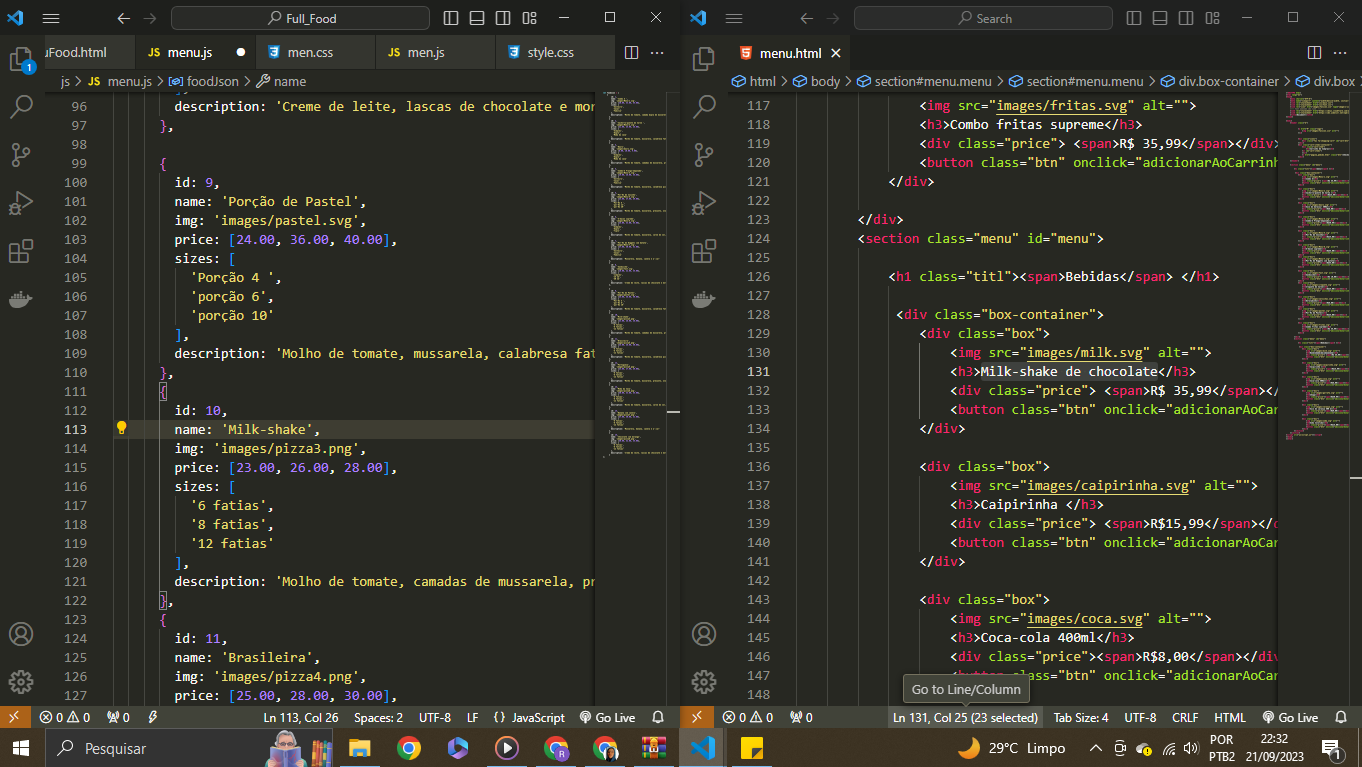 Full_Food
uFood.html
JS menu.js
men.css
JS men.js
style.css
js > JS menu.js > foodJson > name
96
description: 'Creme de leite, lascas de chocolate e mor
97 },
98
99 {
100 id: 9,
101 name: 'Porção de Pastel',
102 img: 'images/pastel.svg',
103 price: [24.00, 36.00, 40.00],
104 sizes: [
105 'Porção 4 ',
106 'porção 6',
107 'porção 10'
108 ],
109 description: 'Molho de tomate, mussarela, calabresa fat
110 },
111 {
112 id: 10,
113 name: 'Milk-shake',
114 img: 'images/pizza3.png',
115 price: [23.00, 26.00, 28.00],
116 sizes: [
117 '6 fatias',
118 '8 fatias',
119 '12 fatias'
120 ],
121 description: 'Molho de tomate, camadas de mussarela, pr
122 },
123 {
124 id: 11,
125 name: 'Brasileira',
126 img: 'images/pizza4.png',
127 price: [25.00, 28.00, 30.00],
1
0 0 0 Ln 113, Col 26 Spaces: 2 UTF-8 LF {} JavaScript Go Live
Search
menu.html
html > body > section#menu.menu > section#menu.menu > div.box-container > div.box
117 <img src="images/fritas.svg" alt="">
118 <h3>Combo fritas supreme</h3>
119 <div class="price"> <span>R$ 35,99</span></div>
120 <button class="btn" onclick="adicionarAoCarrinh
121 </div>
122
123 </div>
124 <section class="menu" id="menu">
125
126 <h1 class="titl"><span>Bebidas</span> </h1>
127
128 <div class="box-container">
129 <div class="box">
130 <img src="images/milk.svg" alt="">
131 <h3>Milk-shake de chocolate</h3>
132 <div class="price"> <span>R$ 35,99</span></
133 <button class="btn" onclick="adicionarAoCar
134 </div>
135
136 <div class="box">
137 <img src="images/caipirinha.svg" alt="">
138 <h3>Caipirinha </h3>
139 <div class="price"> <span>R$15,99</span></d
140 <button class="btn" onclick="adicionarAoCar
141 </div>
142
143 <div class="box">
144 <img src="images/coca.svg" alt="">
145 <h3>Coca-cola 400ml</h3>
146 <div class="price"><span>R$8,00</span></div
147 onclick="adicionarAoCar
148
Go to Line/Column
0 0 0 Ln 131, Col 25 (23 selected) Tab Size: 4 UTF-8 CRLF HTML Go Live
Pesquisar
R
29°C Limpo
POR
PTB2
22:32
21/09/2023
1